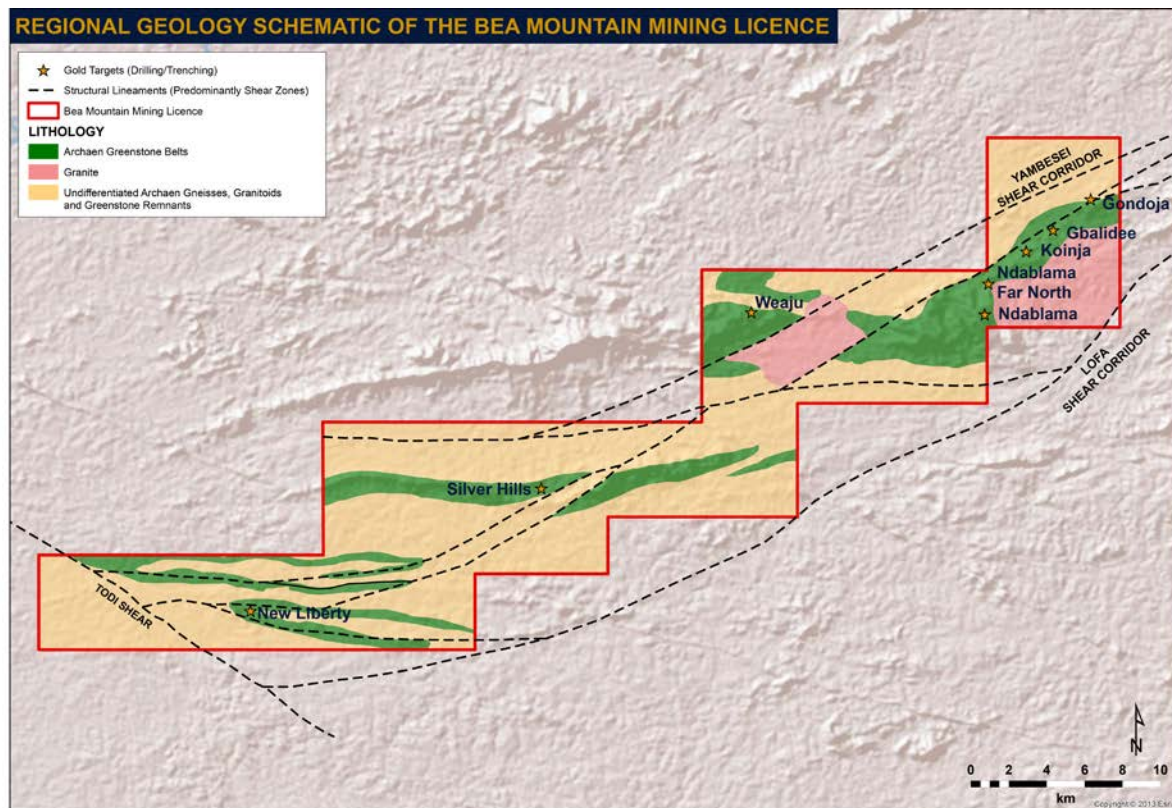 REGIONAL GEOLOGY SCHEMATIC OF THE BEA MOUNTAIN MINING LICENCE
Gold Targets (Drilling/Trenching)
Structural Lineaments (Predominantly Shear Zones)
Bea Mountain Mining Licence
LITHOLOGY
Archaen Greenstone Belts
Granite
Undifferentiated Archaen Gneisses, Granitoids
and Greenstone Remnants
YAMBESEI
SHEAR CORRIDOR
Gondoja
Gbalidee
Koinja
Ndablama
Far North
Ndablama
Weaju
LOFA
SHEAR CORRIDOR
Silver Hills
TODI SHEAR
New Liberty
N
0 2 4 6 8 10
km
Copyright:© 2013 Esri